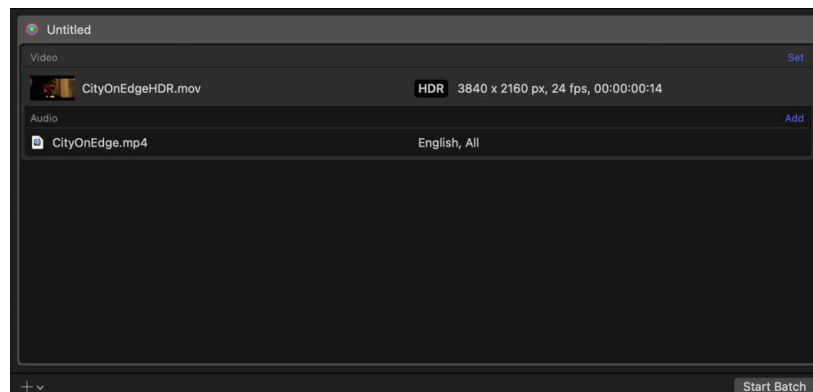 Untitled
Video Set
CityOnEdgeHDR.mov HDR 3840 x 2160 px, 24 fps, 00:00:00:14
Audio Add
CityOnEdge.mp4 English, All
Start Batch